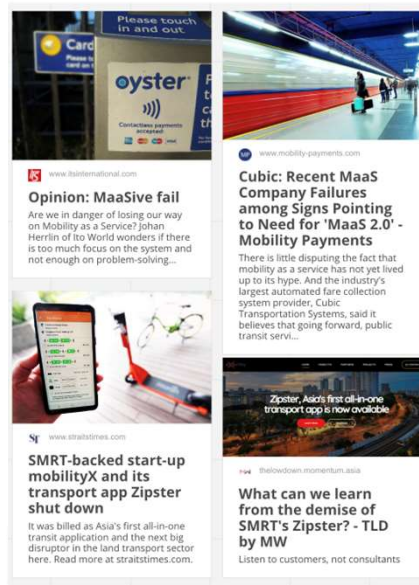 Please touch
in and out
Card
oyster
Contactless payments
accepted
www.itsinternational.com
Opinion: MaaSive fail
Are we in danger of losing our way
on Mobility as a Service? Johan
Herrlin of Ito World wonders if there
is too much focus on the system and
not enough on problem-solving...
www.straitstimes.com
SMRT-backed start-up
mobilityX and its
transport app Zipster
shut down
It was billed as Asia's first all-in-one
transit application and the next big
disruptor in the land transport sector
here. Read more at straitstimes.com.
www.mobility-payments.com
Cubic: Recent MaaS
Company Failures
among Signs Pointing
to Need for 'MaaS 2.0' -
Mobility Payments
There is little disputing the fact that
mobility as a service has not yet lived
up to its hype. And the industry's
largest automated fare collection
system provider, Cubic
Transportation Systems, said it
believes that going forward, public
transit servi...
Zipster, Asia's first all-in-one
transport app is now available
thelowdown.momentum.asia
What can we learn
from the demise of
SMRT's Zipster? - TLD
by MW
Listen to customers, not consultants